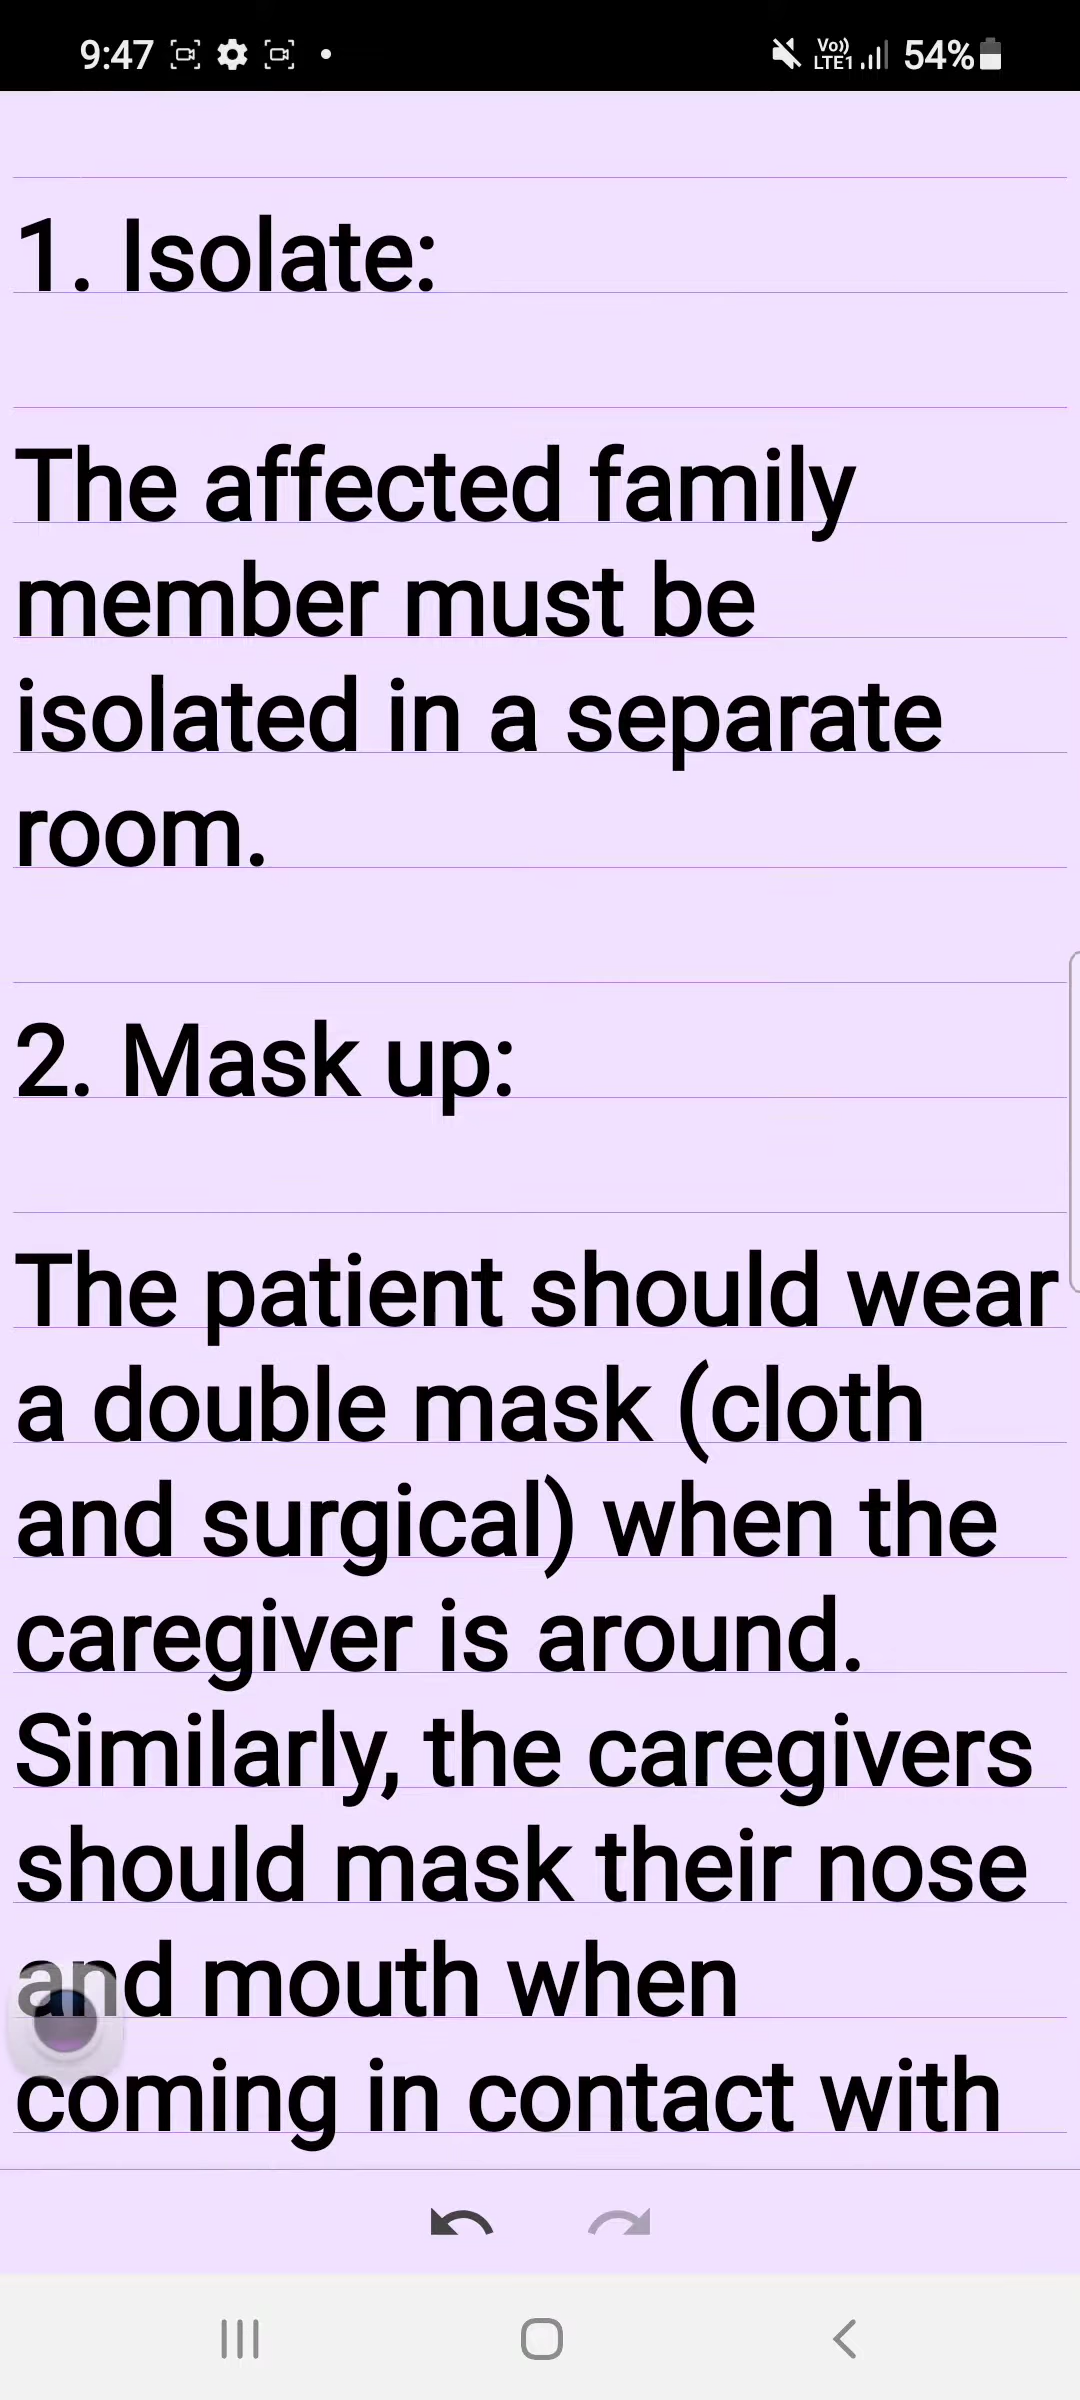 9:47 Vo)) LTE1 54%
1. Isolate:
The affected family
member must be
isolated in a separate
room.
2. Mask up:
The patient should wear
a double mask (cloth
and surgical) when the
caregiver is around.
Similarly, the caregivers
should mask their nose
and mouth when
coming in contact with